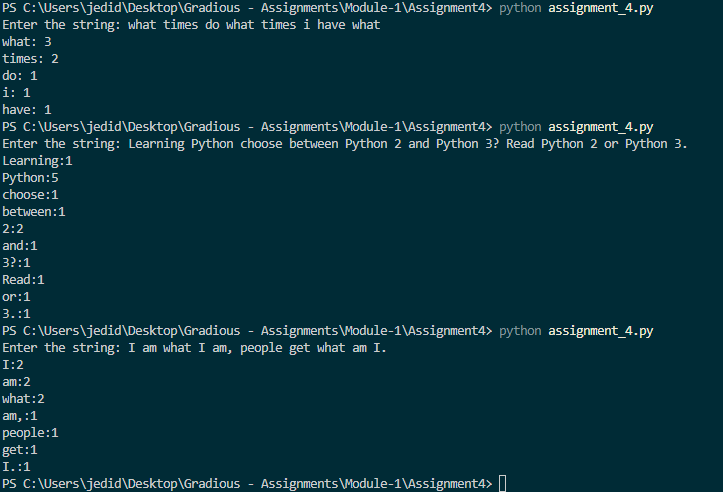 PS C:\Users\jedid\Desktop\Gradious - Assignments\Module-1\Assignment4> python assignment_4.py
Enter the string: what times do what times i have what
what: 3
times: 2
do: 1
i: 1
have: 1
PS C:\Users\jedid\Desktop\Gradious - Assignments\Module-1\Assignment4> python assignment_4.py
Enter the string: Learning Python choose between Python 2 and Python 3? Read Python 2 or Python 3.
Learning:1
Python:5
choose:1
between:1
2:2
and:1
3?:1
Read:1
or:1
3.:1
PS C:\Users\jedid\Desktop\Gradious - Assignments\Module-1\Assignment4> python assignment_4.py
Enter the string: I am what I am, people get what am I.
I:2
am:2
what:2
am,:1
people:1
get:1
I.:1
PS C:\Users\jedid\Desktop\Gradious - Assignments\Module-1\Assignment4>